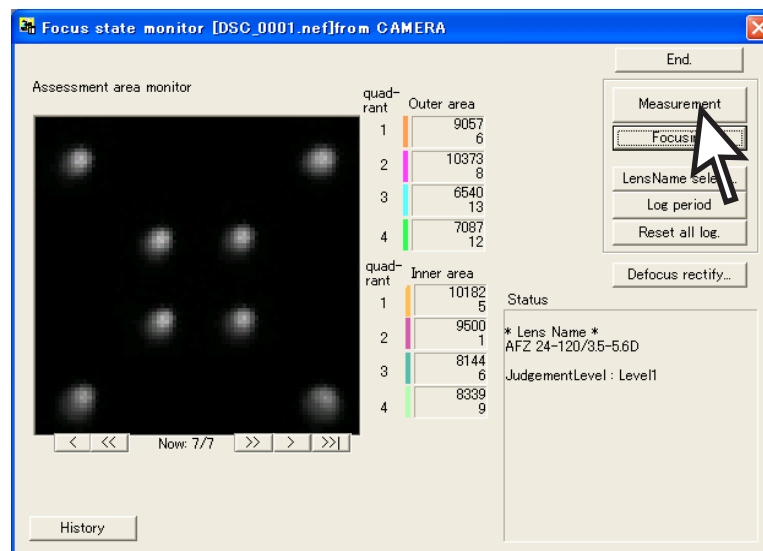 Focus state monitor [DSC_0001.nef]from CAMERA
End.
Assessment area monitor
quad-
rant
Outer area
1
9057
6
2
10373
8
3
6540
13
4
7087
12
quad-
rant
Inner area
1
10182
5
2
9500
1
3
8144
6
4
8339
9
Measurement
LensName
Log period
Reset all log.
Defocus rectify...
Status
* Lens Name *
AFZ 24-120/3.5-5.6D
JudgementLevel : Level1
< << Now: 7/7 >> > >>|
History